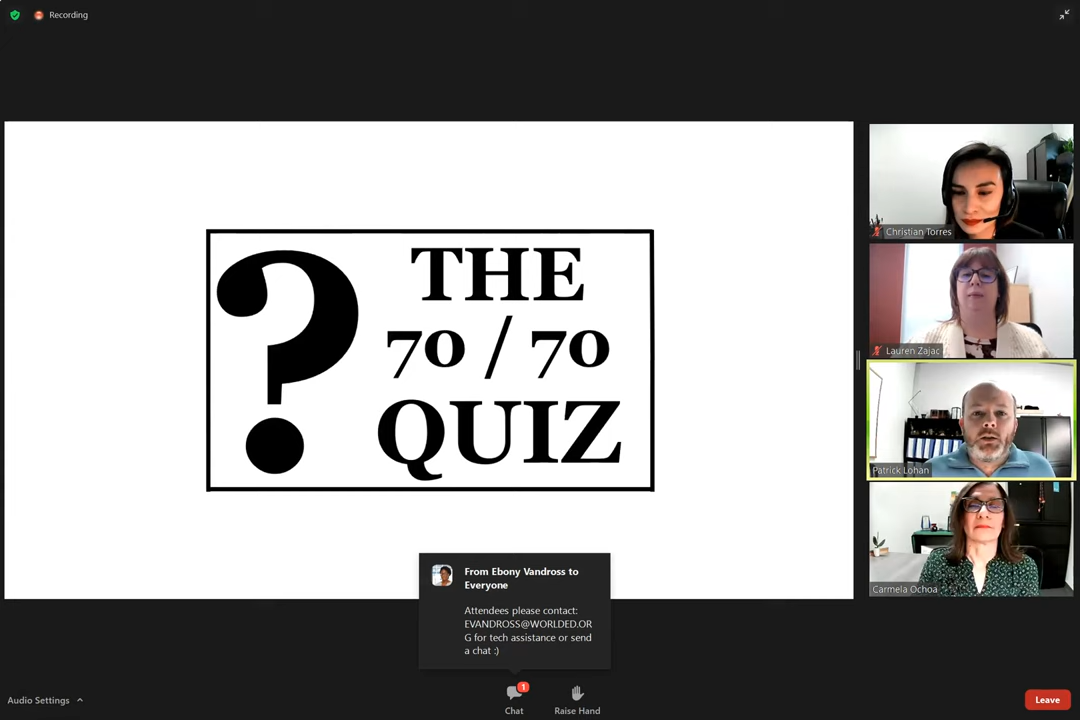 Recording
THE
70 / 70
QUIZ
?
Christian Torres
Lauren Zajac
Patrick Lohan
Carmela Ochoa
From Ebony Vandross to
Everyone
Attendees please contact:
EVANDROSS@WORLDED.OR
G for tech assistance or send
a chat :)
Audio Settings
1
Chat
Raise Hand
Leave